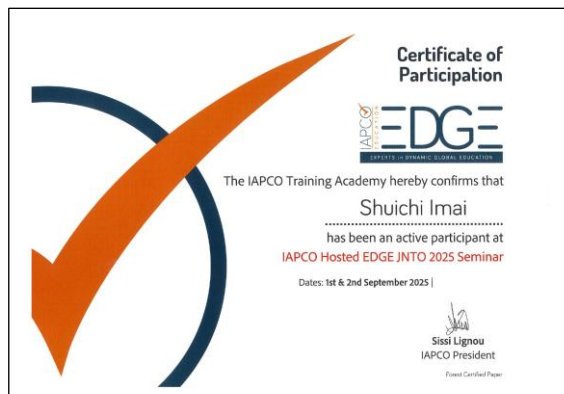 Certificate of
Participation
IAPCO
EDUCATION
EDGE
EXPERTS IN DYNAMIC GLOBAL EDUCATION
The IAPCO Training Academy hereby confirms that
Shuichi Imai
has been an active participant at
IAPCO Hosted EDGE JNTO 2025 Seminar
Dates: 1st & 2nd September 2025 |
Sissi Lignou
IAPCO President
Forest Certified Paper